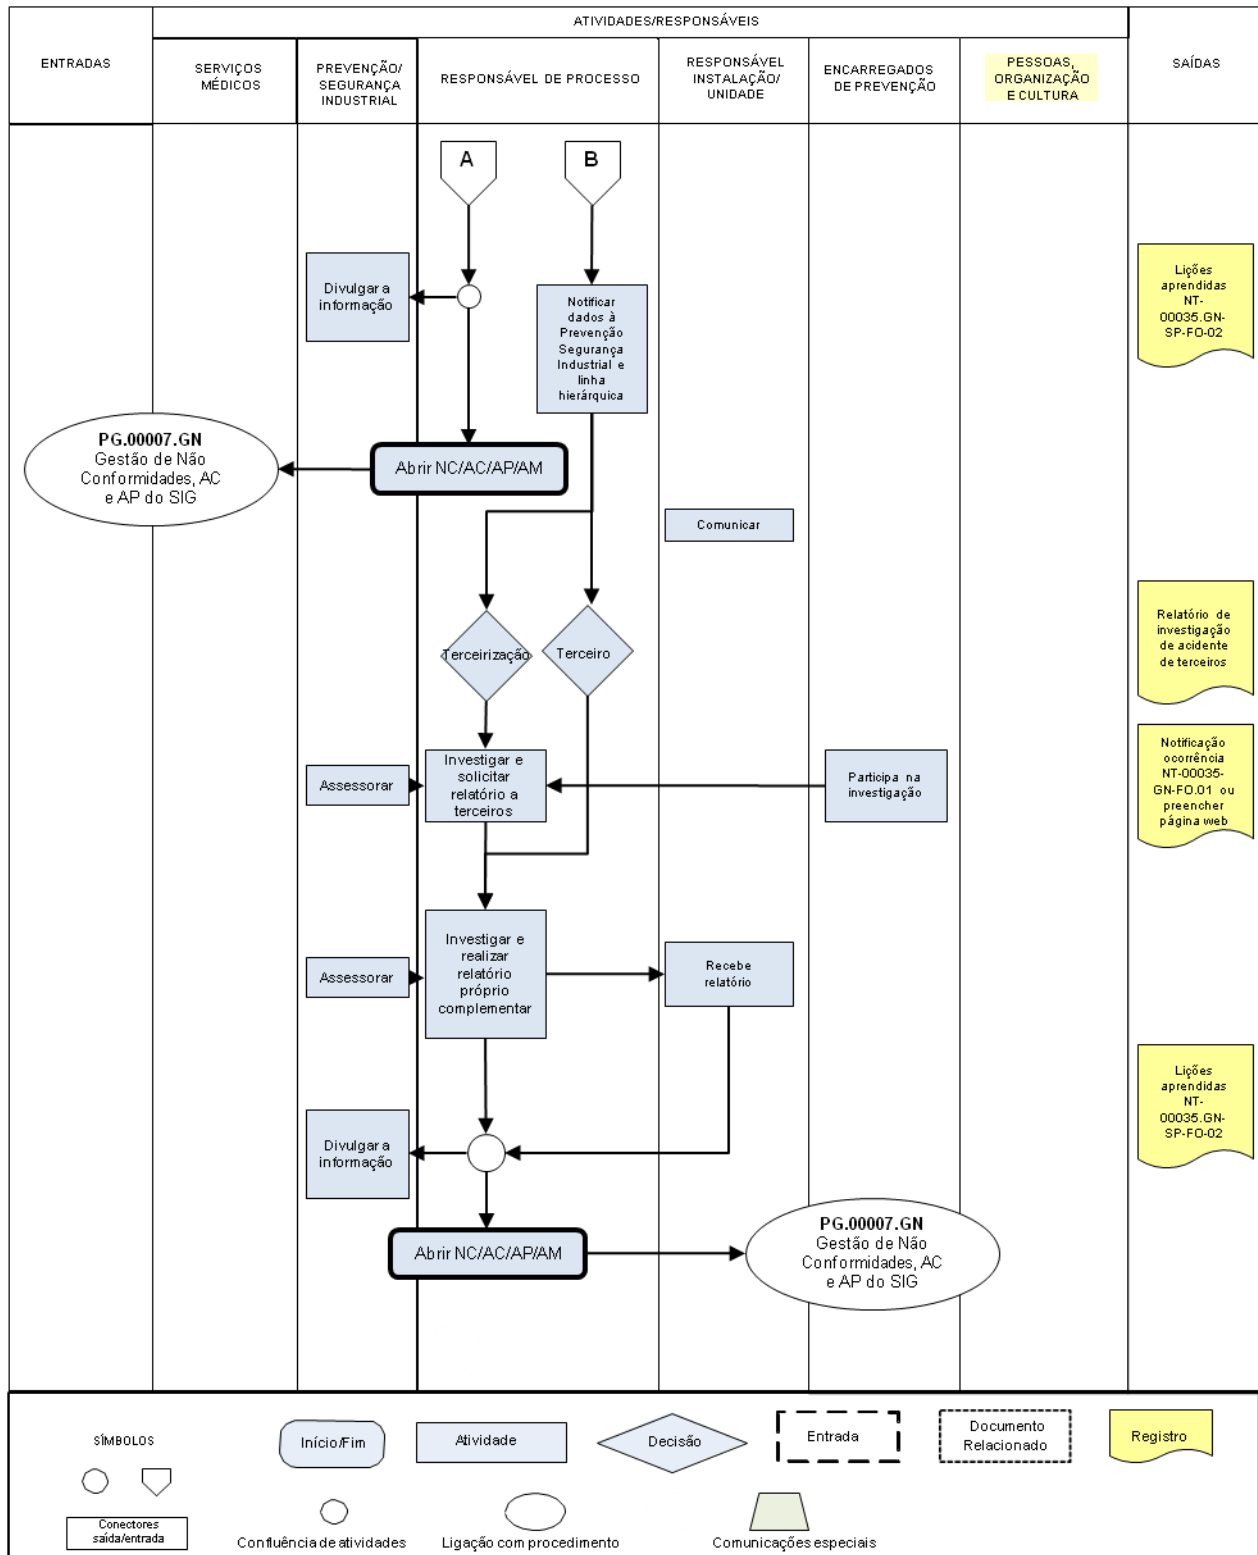 ATIVIDADES/RESPONSÁVEIS
ENTRADAS
SERVIÇOS
MÉDICOS
PREVENÇÃO/
SEGURANÇA
INDUSTRIAL
RESPONSÁVEL DE PROCESSO
RESPONSÁVEL
INSTALAÇÃO/
UNIDADE
ENCARREGADOS
DE PREVENÇÃO
PESSOAS,
ORGANIZAÇÃO
E CULTURA
SAÍDAS
A
B
Divulgar a
informação
Notificar
dados à
Prevenção
Segurança
Industrial e
linha
hierárquica
Lições
aprendidas
NT-
00035.GN-
SP-FO-02
PG.00007.GN
Gestão de Não
Conformidades, AC
e AP do SIG
Abrir NC/AC/AP/AM
Comunicar
Terceirização
Terceiro
Relatório de
investigação
de acidente
de terceiros
Assessorar
Investigar e
solicitar
relatório a
terceiros
Participa na
investigação
Notificação
ocorrência
NT-00035-
GN-FO.01 ou
preencher
página web
Assessorar
Investigar e
realizar
relatório
próprio
complementar
Recebe
relatório
Divulgar a
informação
Lições
aprendidas
NT-
00035.GN-
SP-FO-02
Abrir NC/AC/AP/AM
PG.00007.GN
Gestão de Não
Conformidades, AC
e AP do SIG
SÍMBOLOS
Início/Fim
Atividade
Decisão
Entrada
Documento
Relacionado
Registro
Conectores
saída/entrada
Confluência de atividades
Ligação com procedimento
Comunicações especiais